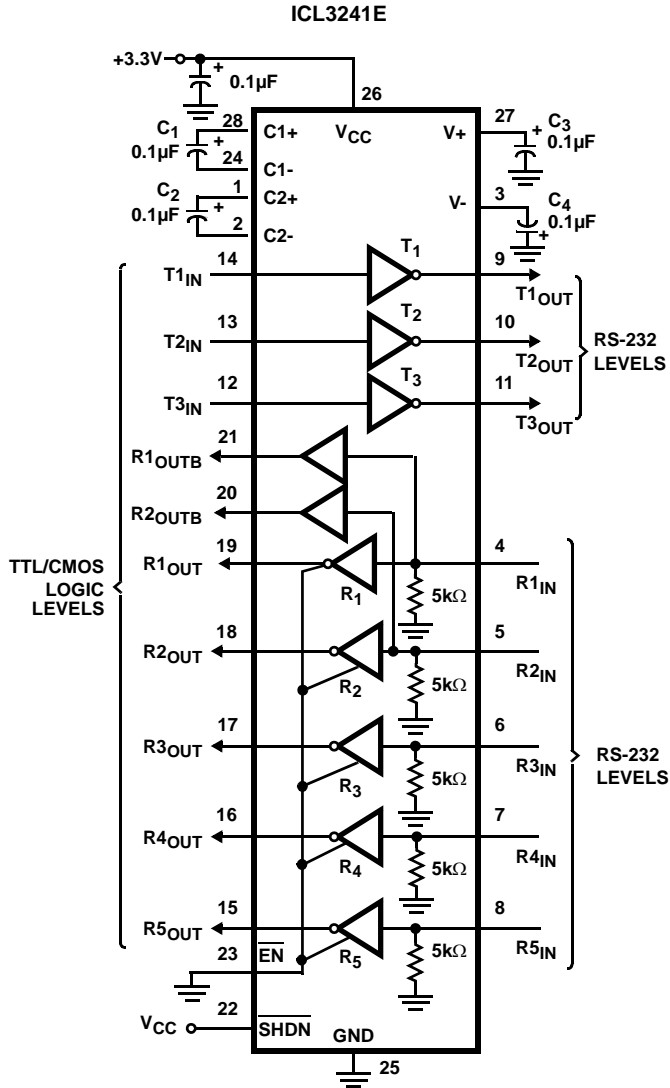 ICL3241E
+3.3V
+
0.1µF
26
27
28
C1
0.1µF
+
24
C1+
C1-
VCC
V+
+
C3
0.1µF
1
C2
0.1µF
+
2
C2+
C2-
V-
3
C4
0.1µF
+
T1IN
14
T1
9
T1OUT
T2IN
13
T2
10
T2OUT
T3IN
12
T3
11
T3OUT
RS-232
LEVELS
R1OUTB
21
R2OUTB
20
R1OUT
19
R1
5kΩ
4
R1IN
R2OUT
18
R2
5kΩ
5
R2IN
R3OUT
17
R3
5kΩ
6
R3IN
R4OUT
16
R4
5kΩ
7
R4IN
R5OUT
15
R5
5kΩ
8
R5IN
TTL/CMOS
LOGIC
LEVELS
RS-232
LEVELS
23
EN
VCC
22
SHDN
GND
25